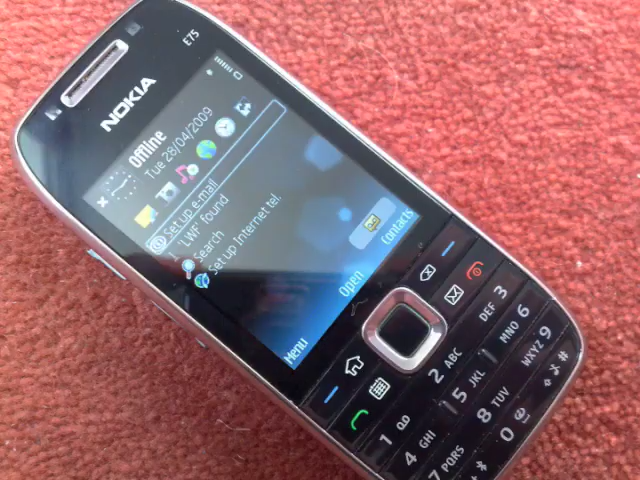 E75
NOKIA
Offline
Tue 28/04/2009
Set up e-mail
1 'LWF' found
Search
Set up Internet tel.
Menu
Open
Contacts
1
2 ABC
DEF 3
4 GHI
5 JKL
MNO 6
7 PQRS
8 TUV
WXYZ 9
*
0
#